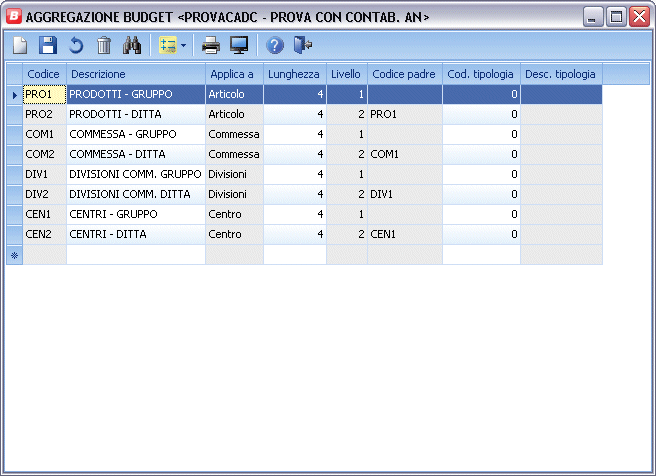 B AGGREGAZIONE BUDGET <PROVACADC - PROVA CON CONTAB. AN>
Codice Descrizione Applica a Lunghezza Livello Codice padre Cod. tipologia Desc. tipologia
PRO1 PRODOTTI - GRUPPO Articolo 4 1 0
PRO2 PRODOTTI - DITTA Articolo 4 2 PRO1 0
COM1 COMMESSA - GRUPPO Commessa 4 1 0
COM2 COMMESSA - DITTA Commessa 4 2 COM1 0
DIV1 DIVISIONI COMM. GRUPPO Divisioni 4 1 0
DIV2 DIVISIONI COMM. DITTA Divisioni 4 2 DIV1 0
CEN1 CENTRI - GRUPPO Centro 4 1 0
CEN2 CENTRI - DITTA Centro 4 2 CEN1 0